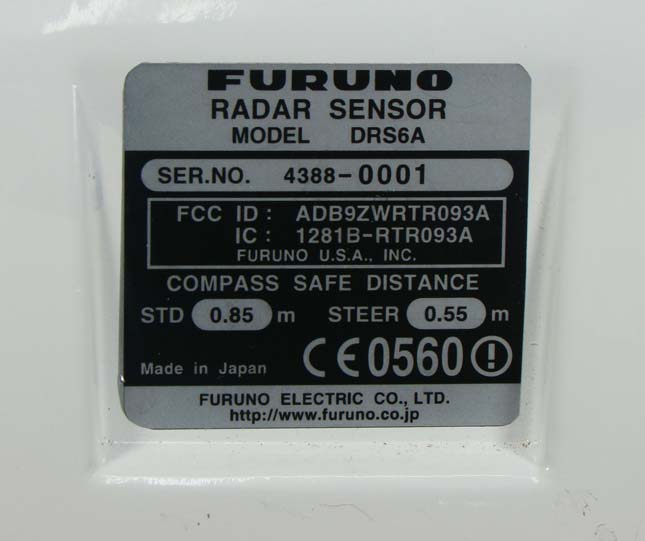 FURUNO
RADAR SENSOR
MODEL DRS6A
SER.NO. 4388-0001
FCC ID : ADB9ZWRTR093A
IC : 1281B-RTR093A
FURUNO U.S.A., INC.
COMPASS SAFE DISTANCE
STD 0.85 m STEER 0.55 m
Made in Japan CE0560!
FURUNO ELECTRIC CO., LTD.
http://www.furuno.co.jp